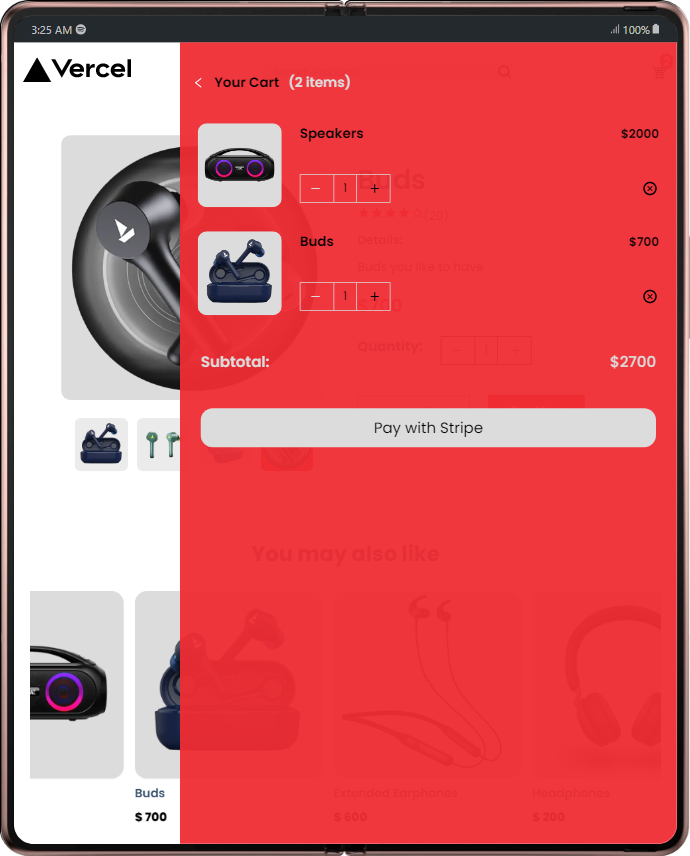 3:25 AM
100%
Vercel
Your Cart (2 items)
Speakers
$2000
1
Buds
(20)
Details:
Buds
$700
Buds you like to have
1
$700
Quantity:
1
Subtotal:
$2700
Pay with Stripe
You may also like
Buds
Extended Earphones
Headphones
$ 700
$ 600
$ 200